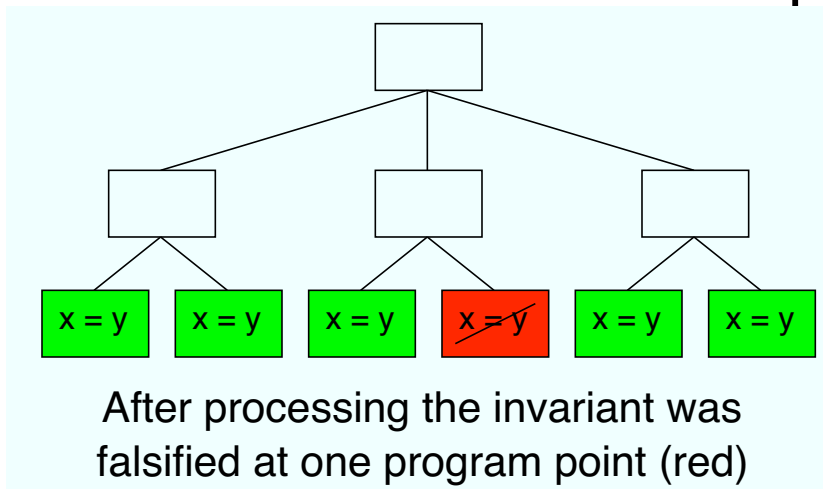 x = y x = y x = y x = y x = y x = y
After processing the invariant was
falsified at one program point (red)